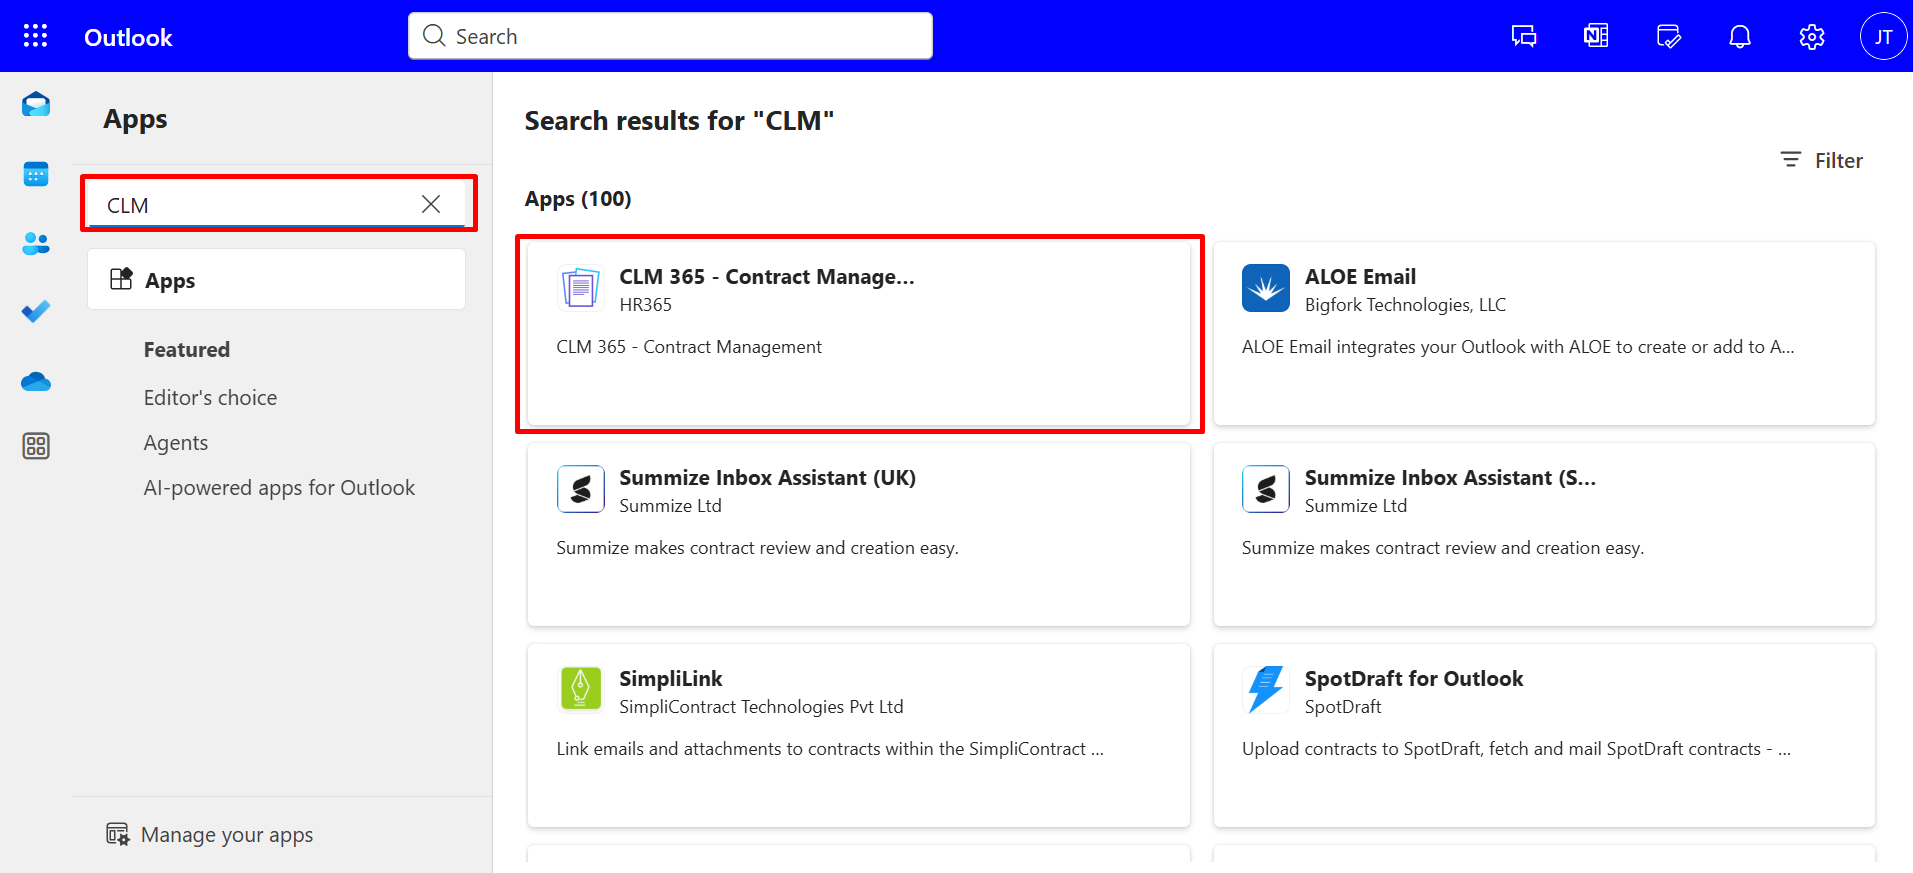 Outlook
Search
JT
Apps
CLM
Apps
Featured
Editor's choice
Agents
AI-powered apps for Outlook
Manage your apps
Search results for "CLM"
Filter
Apps (100)
CLM 365 - Contract Manage...
HR365
CLM 365 - Contract Management
ALOE Email
Bigfork Technologies, LLC
ALOE Email integrates your Outlook with ALOE to create or add to A...
Summize Inbox Assistant (UK)
Summize Ltd
Summize makes contract review and creation easy.
Summize Inbox Assistant (S...
Summize Ltd
Summize makes contract review and creation easy.
SimpliLink
SimpliContract Technologies Pvt Ltd
Link emails and attachments to contracts within the SimpliContract ...
SpotDraft for Outlook
SpotDraft
Upload contracts to SpotDraft, fetch and mail SpotDraft contracts - ...